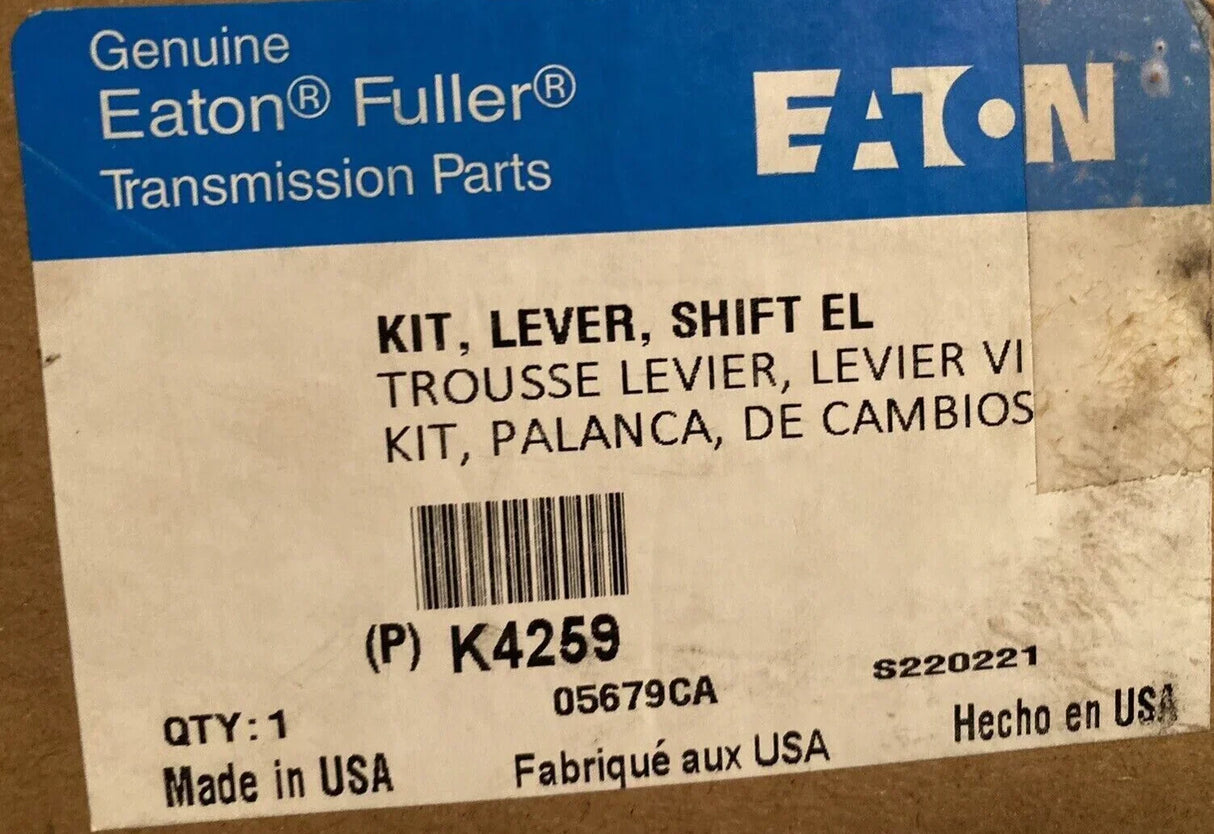 Genuine
Eaton® Fuller®
Transmission Parts
EATON
KIT, LEVER, SHIFT EL
TROUSSE LEVIER, LEVIER VI
KIT, PALANCA, DE CAMBIOS
(P) K4259
05679CA
S220221
QTY: 1
Made in USA
Fabriqué aux USA
Hecho en USA